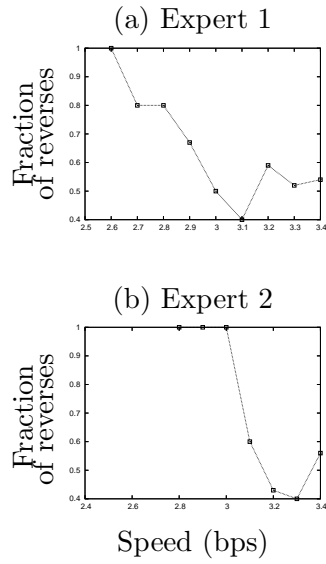 (a) Expert 1
Fraction
of reverses
1
0.9
0.8
0.7
0.6
0.5
0.4
2.5 2.6 2.7 2.8 2.9 3 3.1 3.2 3.3 3.4
(b) Expert 2
Fraction
of reverses
1
0.9
0.8
0.7
0.6
0.5
0.4
2.4 2.6 2.8 3 3.2 3.4
Speed (bps)